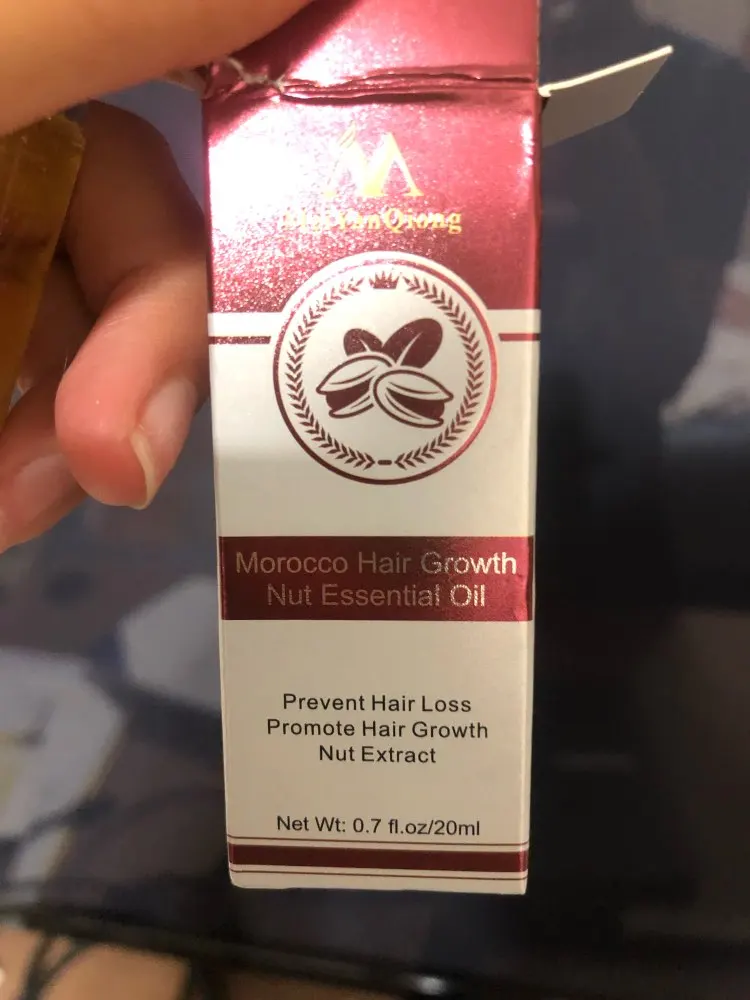 MeiYanQiong
Morocco Hair Growth
Nut Essential Oil
Prevent Hair Loss
Promote Hair Growth
Nut Extract
Net Wt: 0.7 fl.oz/20ml